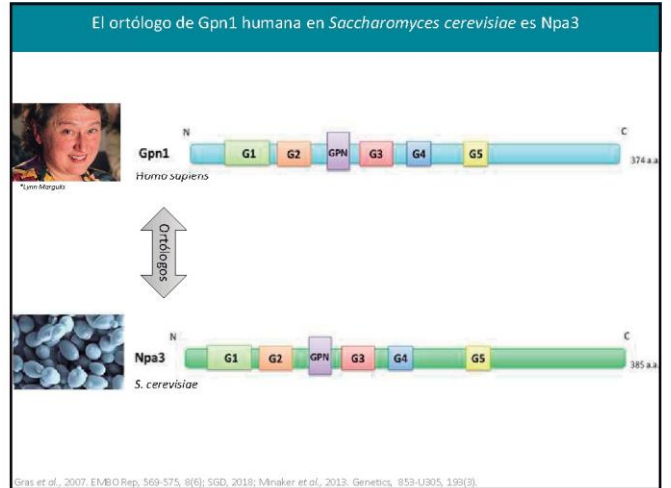 El ortólogo de Gpn1 humana en Saccharomyces cerevisiae es Npa3
N
C
Gpn1
G1 G2 GPN G3 G4 G5
374 a.a.
Homo sapiens
*Lynn Margulis
Ortólogos
N
C
Npa3
G1 G2 GPN G3 G4 G5
385 a.a.
S. cerevisiae
Gras et al., 2007. EMBO Rep, 569-575, 8(6); SGD, 2018; Minaker et al., 2013. Genetics, 853-U305, 193(3).